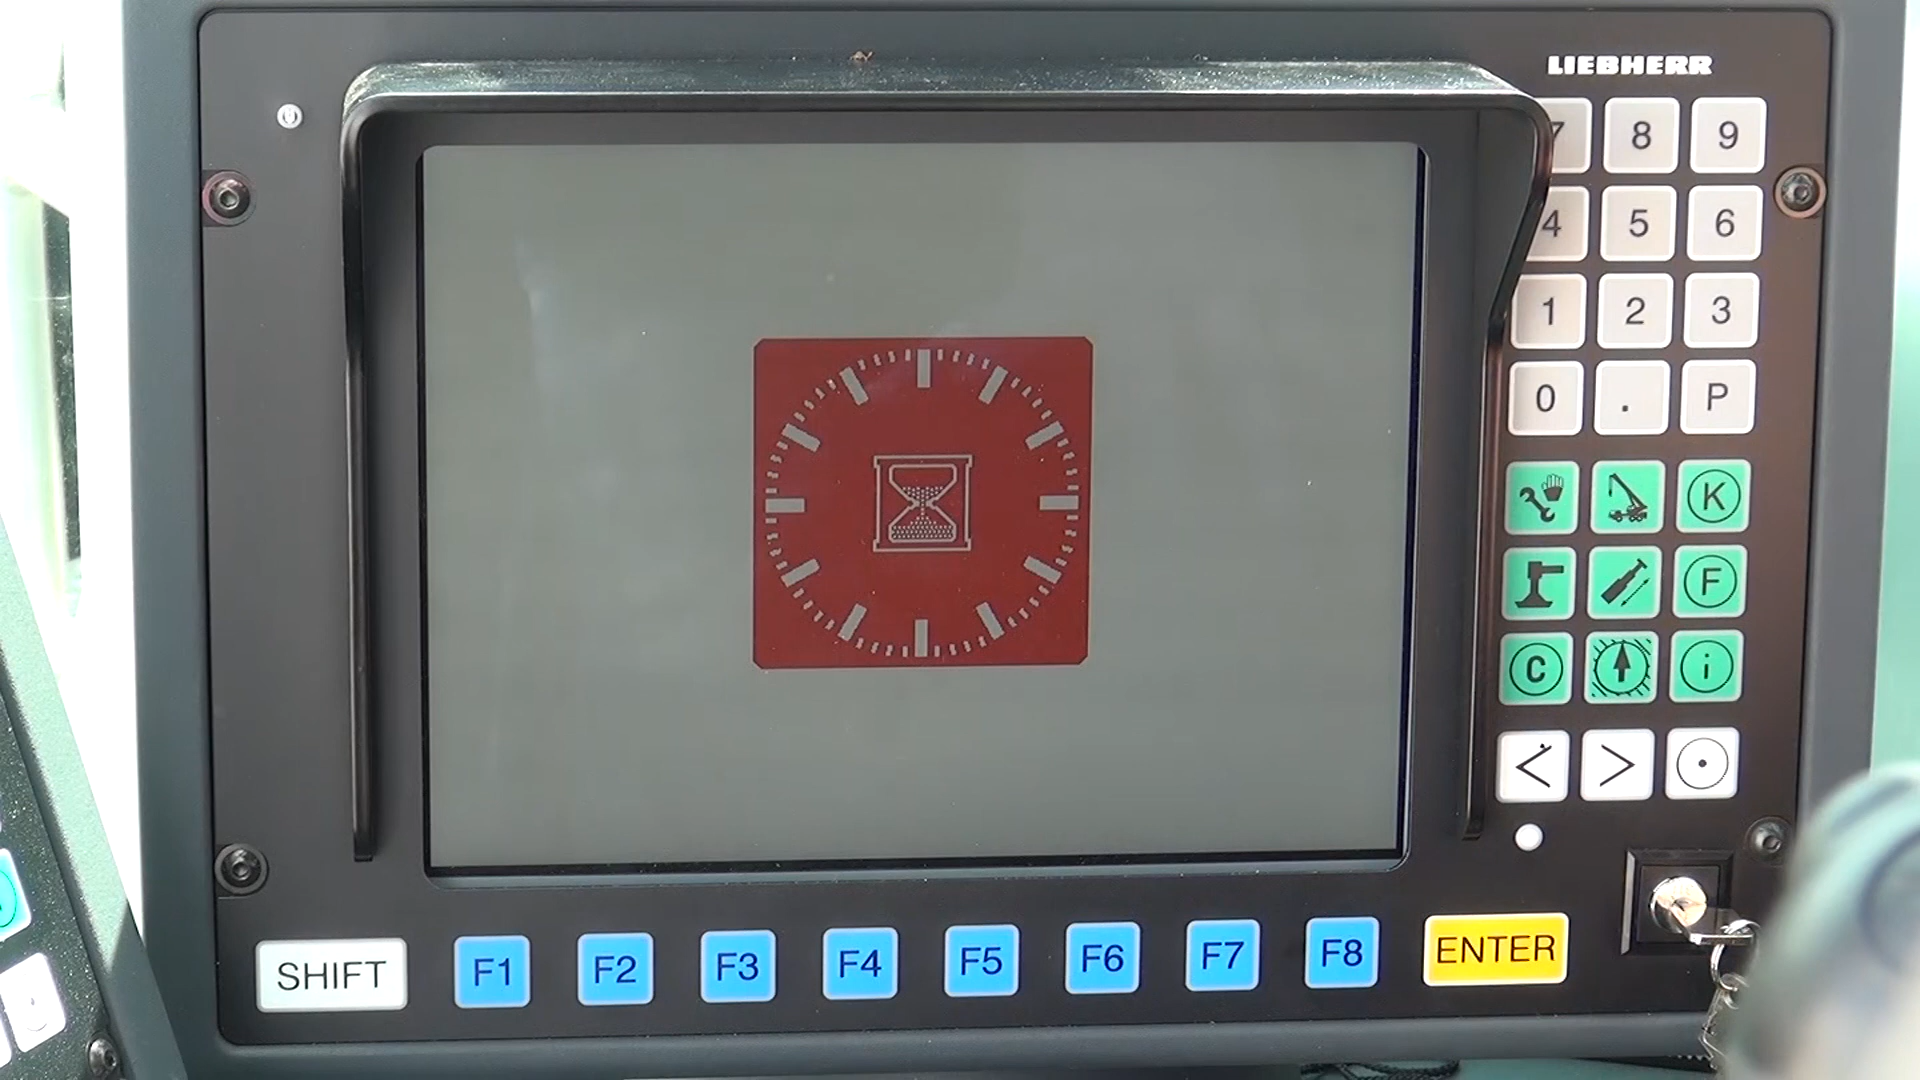 LIEBHERR
7 8 9
4 5 6
1 2 3
0 . P
K
F
C i
< >
SHIFT F1 F2 F3 F4 F5 F6 F7 F8 ENTER